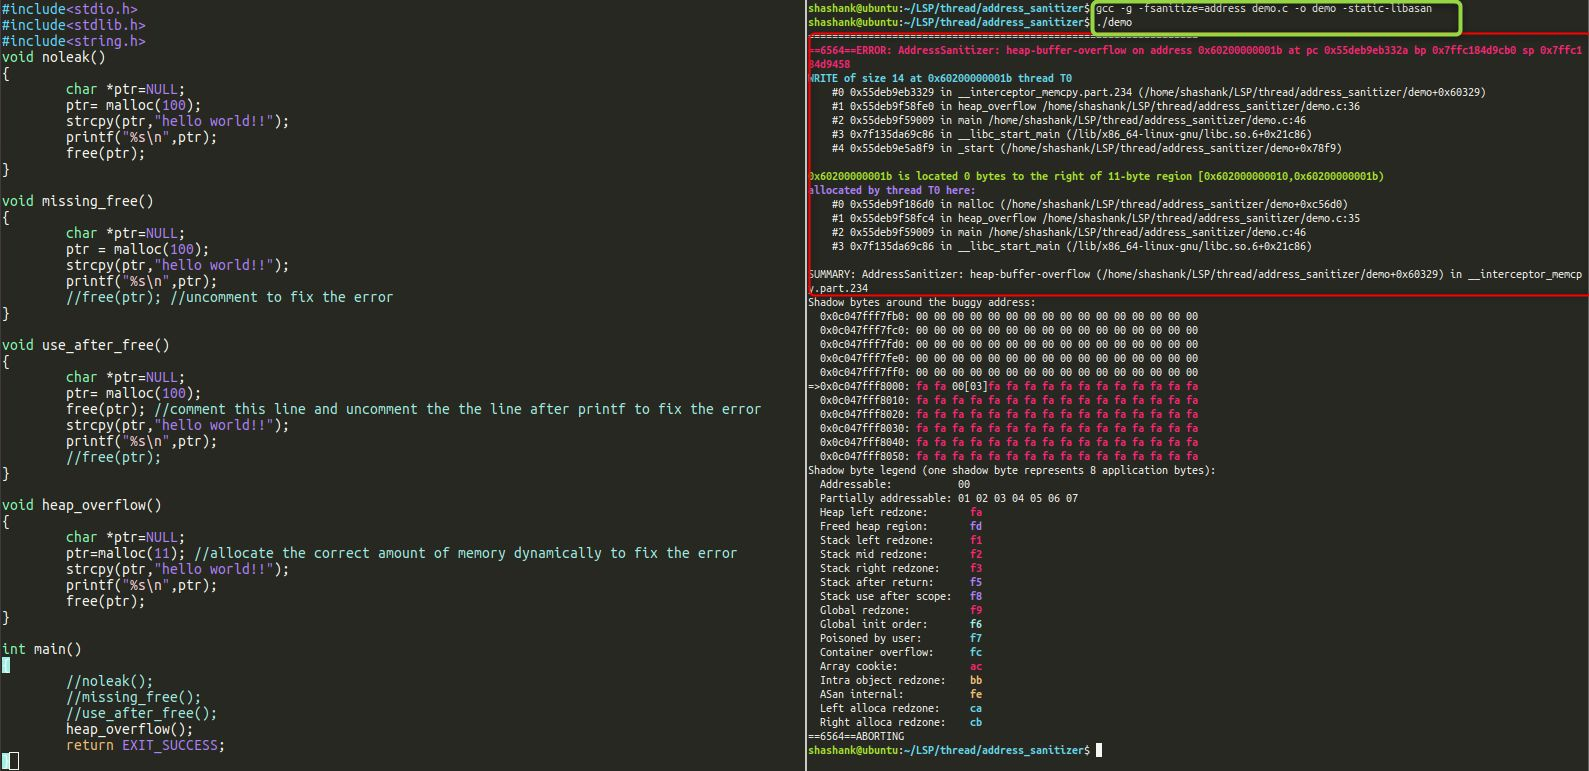 #include<stdio.h>
#include<stdlib.h>
#include<string.h>
void noleak()
{
        char *ptr=NULL;
        ptr= malloc(100);
        strcpy(ptr,"hello world!!");
        printf("%s\n",ptr);
        free(ptr);
}

void missing_free()
{
        char *ptr=NULL;
        ptr = malloc(100);
        strcpy(ptr,"hello world!!");
        printf("%s\n",ptr);
        //free(ptr); //uncomment to fix the error
}

void use_after_free()
{
        char *ptr=NULL;
        ptr= malloc(100);
        free(ptr); //comment this line and uncomment the the line after printf to fix the error
        strcpy(ptr,"hello world!!");
        printf("%s\n",ptr);
        //free(ptr);
}

void heap_overflow()
{
        char *ptr=NULL;
        ptr=malloc(11); //allocate the correct amount of memory dynamically to fix the error
        strcpy(ptr,"hello world!!");
        printf("%s\n",ptr);
        free(ptr);
}

int main()
{
        //noleak();
        //missing_free();
        //use_after_free();
        heap_overflow();
        return EXIT_SUCCESS;
}
shashank@ubuntu:~/LSP/thread/address_sanitizer$ gcc -g -fsanitize=address demo.c -o demo -static-libasan
shashank@ubuntu:~/LSP/thread/address_sanitizer$ ./demo
=================================================================
==6564==ERROR: AddressSanitizer: heap-buffer-overflow on address 0x60200000001b at pc 0x55deb9eb332a bp 0x7ffc184d9cb0 sp 0x7ffc1
84d9458
WRITE of size 14 at 0x60200000001b thread T0
    #0 0x55deb9eb3329 in __interceptor_memcpy.part.234 (/home/shashank/LSP/thread/address_sanitizer/demo+0x60329)
    #1 0x55deb9f58fe0 in heap_overflow /home/shashank/LSP/thread/address_sanitizer/demo.c:36
    #2 0x55deb9f59009 in main /home/shashank/LSP/thread/address_sanitizer/demo.c:46
    #3 0x7f135da69c86 in __libc_start_main (/lib/x86_64-linux-gnu/libc.so.6+0x21c86)
    #4 0x55deb9e5a8f9 in _start (/home/shashank/LSP/thread/address_sanitizer/demo+0x78f9)

0x60200000001b is located 0 bytes to the right of 11-byte region [0x602000000010,0x60200000001b)
allocated by thread T0 here:
    #0 0x55deb9f186d0 in malloc (/home/shashank/LSP/thread/address_sanitizer/demo+0xc56d0)
    #1 0x55deb9f58fc4 in heap_overflow /home/shashank/LSP/thread/address_sanitizer/demo.c:35
    #2 0x55deb9f59009 in main /home/shashank/LSP/thread/address_sanitizer/demo.c:46
    #3 0x7f135da69c86 in __libc_start_main (/lib/x86_64-linux-gnu/libc.so.6+0x21c86)

SUMMARY: AddressSanitizer: heap-buffer-overflow (/home/shashank/LSP/thread/address_sanitizer/demo+0x60329) in __interceptor_memcp
y.part.234
Shadow bytes around the buggy address:
  0x0c047fff7fb0: 00 00 00 00 00 00 00 00 00 00 00 00 00 00 00 00
  0x0c047fff7fc0: 00 00 00 00 00 00 00 00 00 00 00 00 00 00 00 00
  0x0c047fff7fd0: 00 00 00 00 00 00 00 00 00 00 00 00 00 00 00 00
  0x0c047fff7fe0: 00 00 00 00 00 00 00 00 00 00 00 00 00 00 00 00
  0x0c047fff7ff0: 00 00 00 00 00 00 00 00 00 00 00 00 00 00 00 00
=>0x0c047fff8000: fa fa 00[03]fa fa fa fa fa fa fa fa fa fa fa fa
  0x0c047fff8010: fa fa fa fa fa fa fa fa fa fa fa fa fa fa fa fa
  0x0c047fff8020: fa fa fa fa fa fa fa fa fa fa fa fa fa fa fa fa
  0x0c047fff8030: fa fa fa fa fa fa fa fa fa fa fa fa fa fa fa fa
  0x0c047fff8040: fa fa fa fa fa fa fa fa fa fa fa fa fa fa fa fa
  0x0c047fff8050: fa fa fa fa fa fa fa fa fa fa fa fa fa fa fa fa
Shadow byte legend (one shadow byte represents 8 application bytes):
  Addressable:           00
  Partially addressable: 01 02 03 04 05 06 07
  Heap left redzone:       fa
  Freed heap region:       fd
  Stack left redzone:      f1
  Stack mid redzone:       f2
  Stack right redzone:     f3
  Stack after return:      f5
  Stack use after scope:   f8
  Global redzone:          f9
  Global init order:       f6
  Poisoned by user:        f7
  Container overflow:      fc
  Array cookie:            ac
  Intra object redzone:    bb
  ASan internal:           fe
  Left alloca redzone:     ca
  Right alloca redzone:    cb
==6564==ABORTING
shashank@ubuntu:~/LSP/thread/address_sanitizer$